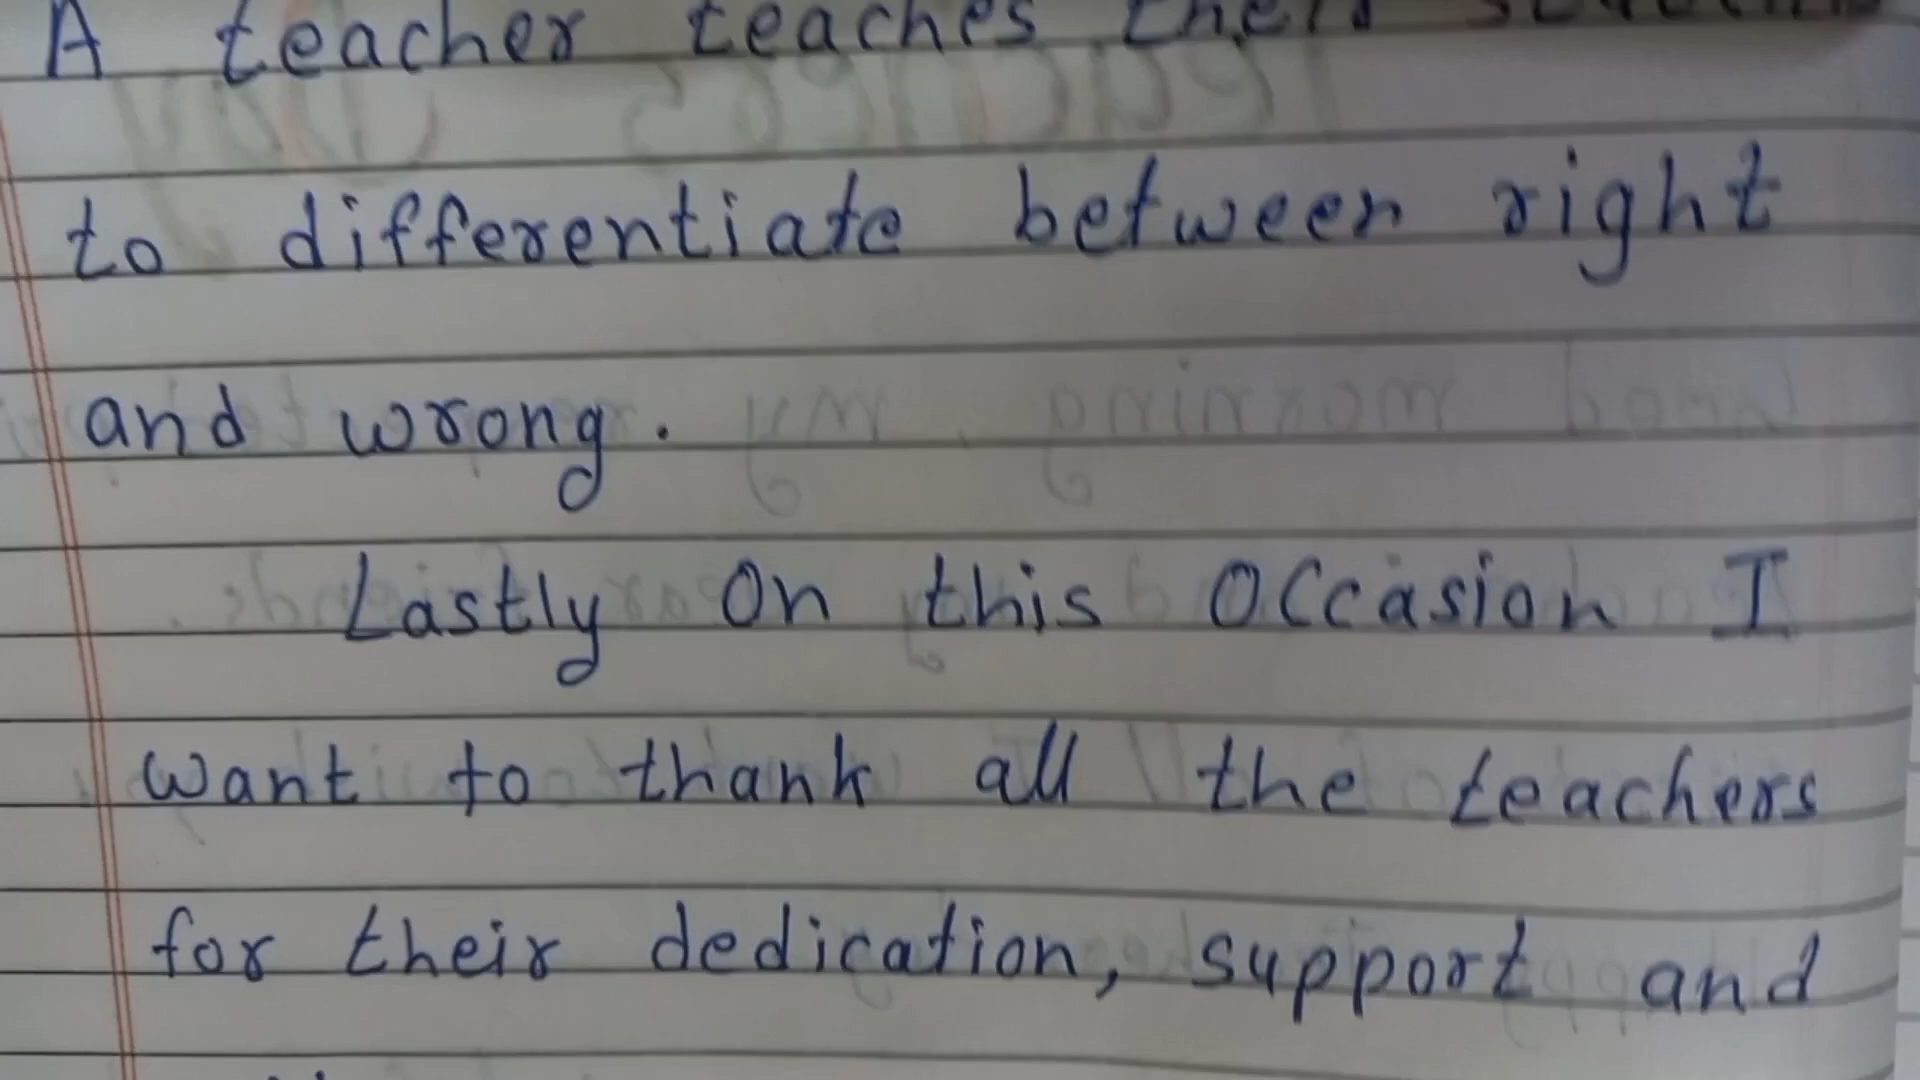 A teacher teaches their
to differentiate between right
and wrong.
Lastly On this Occasion I
want to thank all the teachers
for their dedication, support and